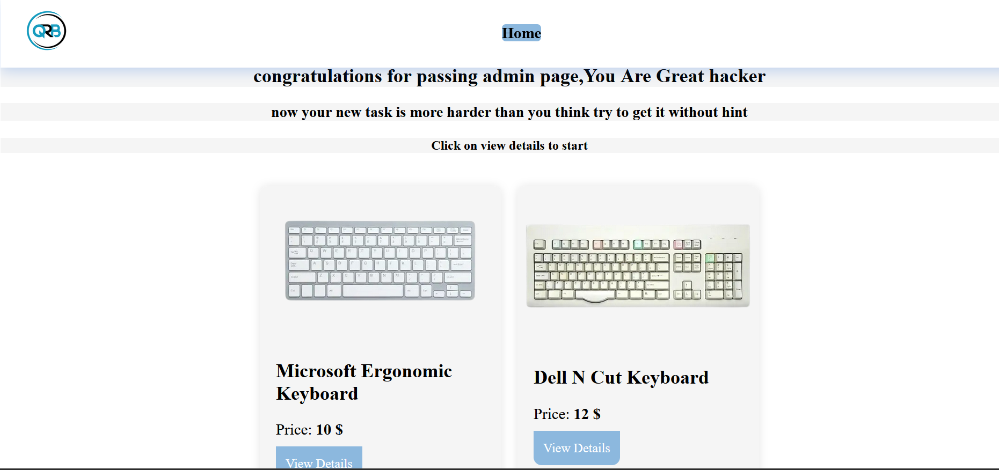 QRB
Home
congratulations for passing admin page,You Are Great hacker
now your new task is more harder than you think try to get it without hint
Click on view details to start
Microsoft Ergonomic
Keyboard
Price: 10 $
View Details
Dell N Cut Keyboard
Price: 12 $
View Details